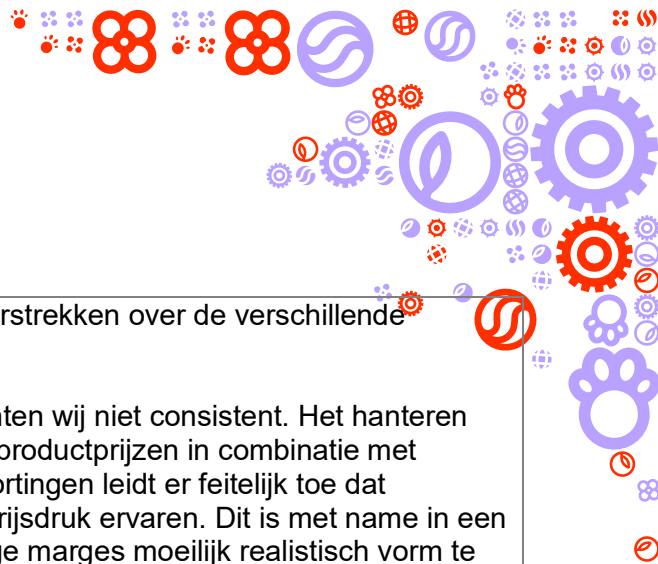 rstrekken over de verschillende
ten wij niet consistent. Het hanteren
productprijzen in combinatie met
ortingen leidt er feitelijk toe dat
rijsdruk ervaren. Dit is met name in een
ge marges moeilijk realistisch vorm te